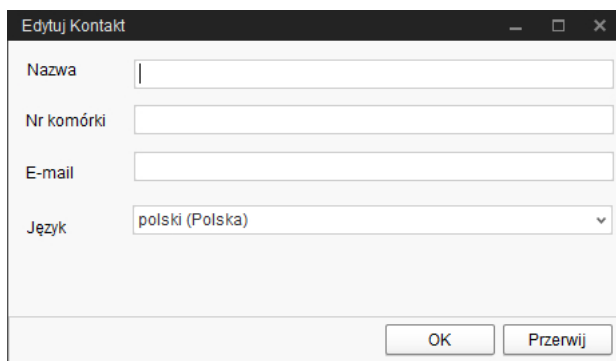 Edytuj Kontakt
Nazwa
Nr komórki
E-mail
Język polski (Polska)
OK Przerwij